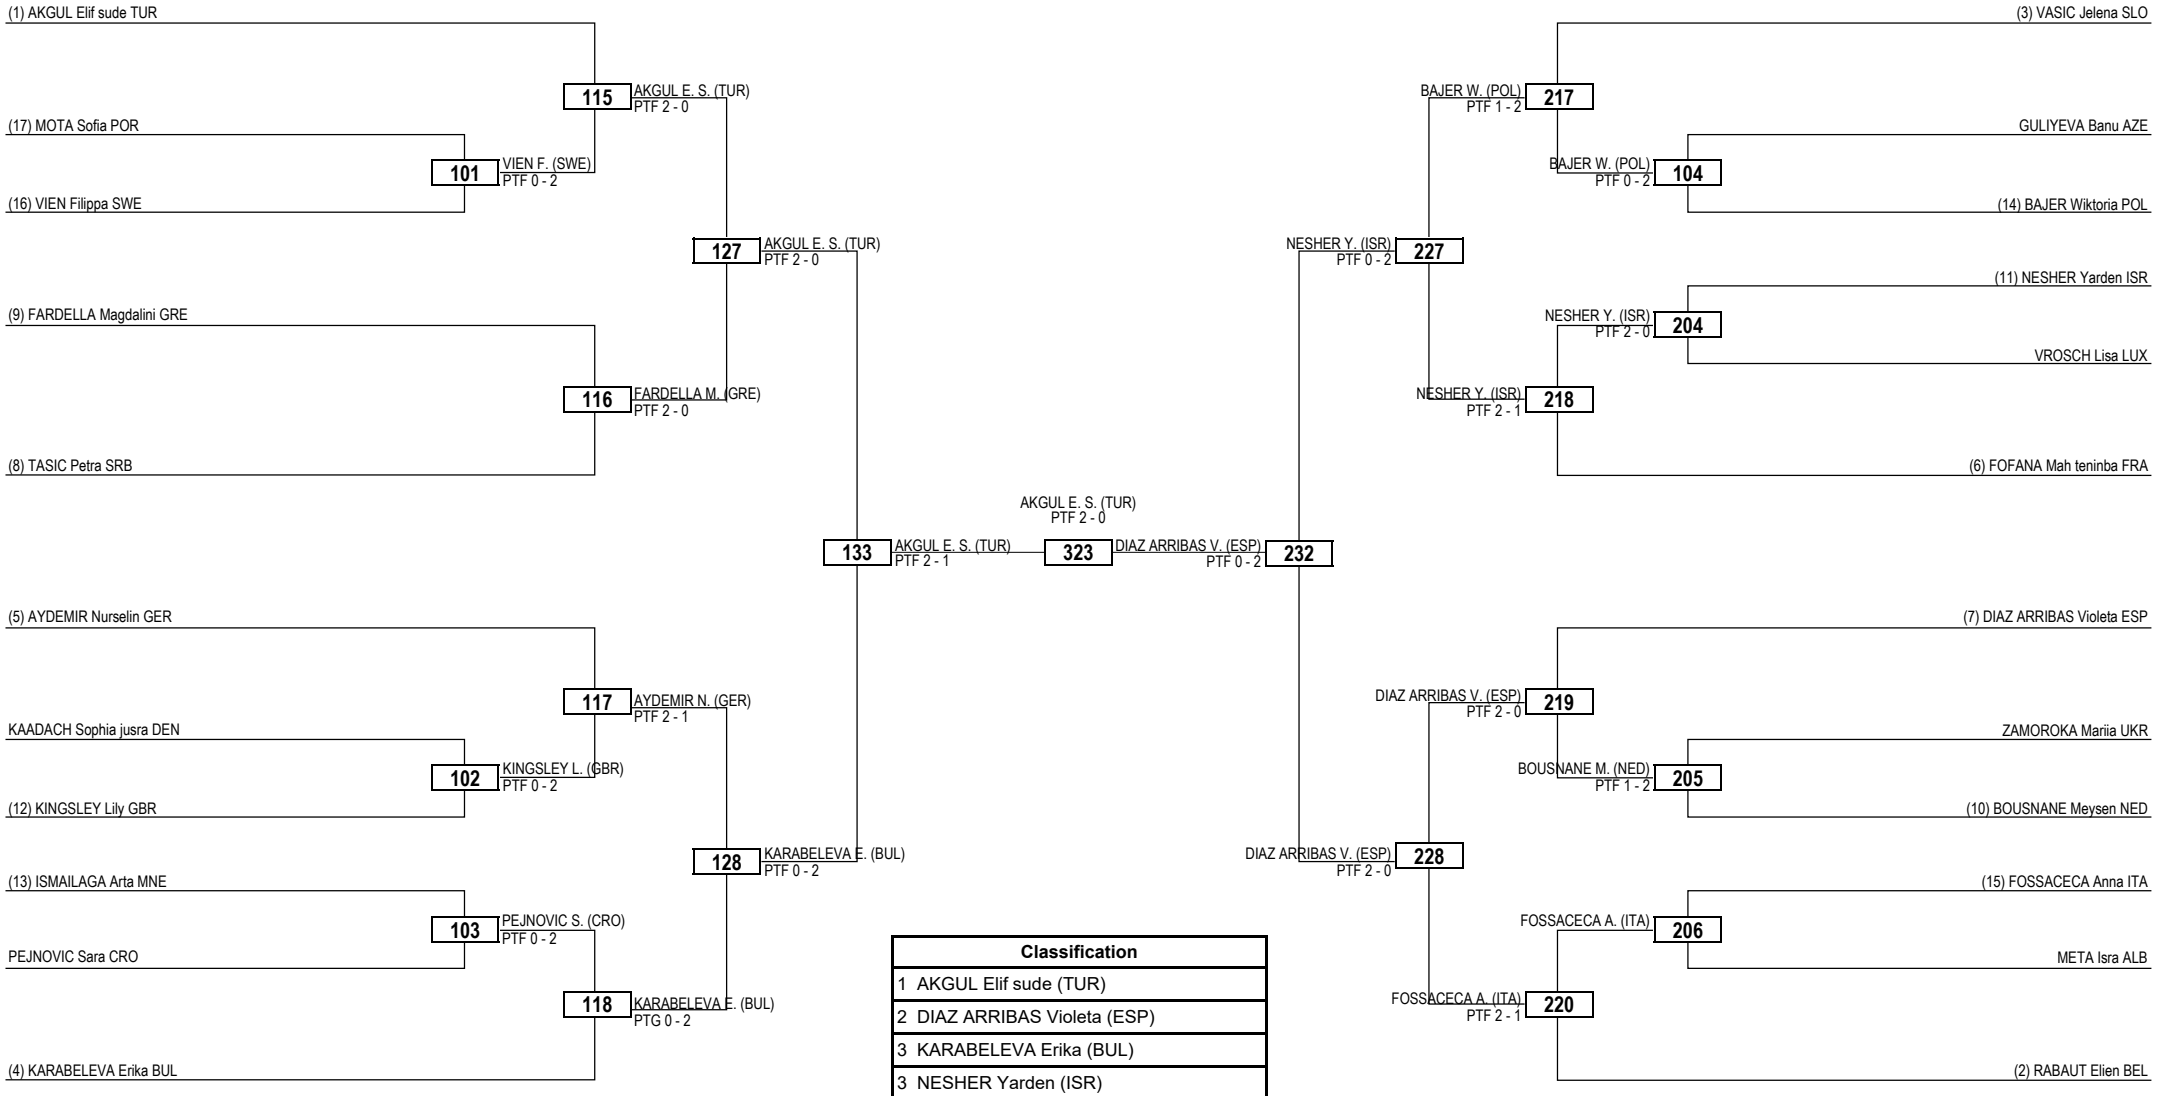 (1) AKGUL Elif sude TUR
115
AKGUL E. S. (TUR)
PTF 2 - 0
(17) MOTA Sofia POR
101
VIEN F. (SWE)
PTF 0 - 2
(16) VIEN Filippa SWE
127
AKGUL E. S. (TUR)
PTF 2 - 0
(9) FARDELLA Magdalini GRE
116
FARDELLA M. (GRE)
PTF 2 - 0
(8) TASIC Petra SRB
133
AKGUL E. S. (TUR)
PTF 2 - 1
(5) AYDEMIR Nurselin GER
117
AYDEMIR N. (GER)
PTF 2 - 1
KAADACH Sophia jusra DEN
102
KINGSLEY L. (GBR)
PTF 0 - 2
(12) KINGSLEY Lily GBR
128
KARABELEVA E. (BUL)
PTF 0 - 2
(13) ISMAILAGA Arta MNE
103
PEJNOVIC S. (CRO)
PTF 0 - 2
PEJNOVIC Sara CRO
118
KARABELEVA E. (BUL)
PTG 0 - 2
(4) KARABELEVA Erika BUL
AKGUL E. S. (TUR)
PTF 2 - 0
323
(3) VASIC Jelena SLO
BAJER W. (POL)
PTF 1 - 2
217
GULIYEVA Banu AZE
BAJER W. (POL)
PTF 0 - 2
104
(14) BAJER Wiktoria POL
NESHER Y. (ISR)
PTF 0 - 2
227
(11) NESHER Yarden ISR
NESHER Y. (ISR)
PTF 2 - 0
204
VROSCH Lisa LUX
NESHER Y. (ISR)
PTF 2 - 1
218
(6) FOFANA Mah teninba FRA
DIAZ ARRIBAS V. (ESP)
PTF 0 - 2
232
(7) DIAZ ARRIBAS Violeta ESP
DIAZ ARRIBAS V. (ESP)
PTF 2 - 0
219
ZAMOROKA Mariia UKR
BOUSNANE M. (NED)
PTF 1 - 2
205
(10) BOUSNANE Meysen NED
DIAZ ARRIBAS V. (ESP)
PTF 2 - 0
228
(15) FOSSACECA Anna ITA
FOSSACECA A. (ITA)
206
META Isra ALB
FOSSACECA A. (ITA)
PTF 2 - 1
220
(2) RABAUT Elien BEL
Classification
1 AKGUL Elif sude (TUR)
2 DIAZ ARRIBAS Violeta (ESP)
3 KARABELEVA Erika (BUL)
3 NESHER Yarden (ISR)